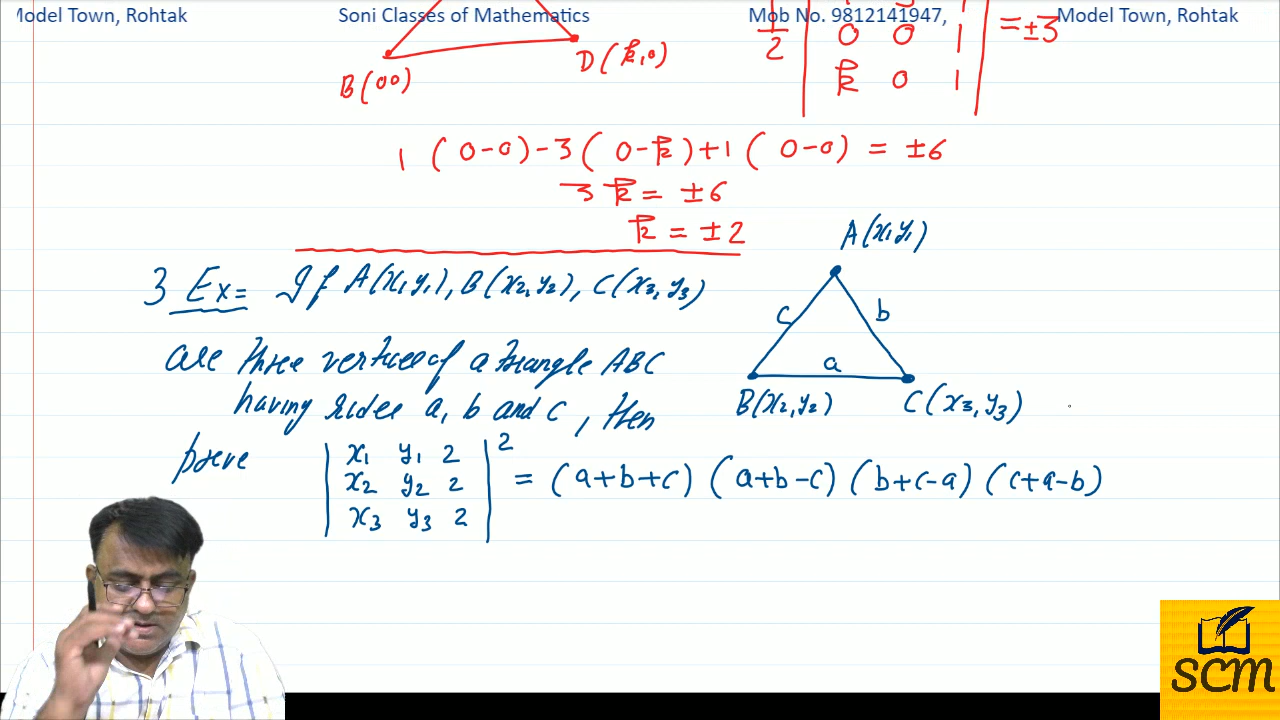 Model Town, Rohtak Soni Classes of Mathematics Mob No. 9812141947, Model Town, Rohtak
B(00) D(k,0)
1/2 | 0 0 1 | = ±3
k 0 1
1 (0-0)-3(0-k)+1(0-0) = ±6
3k = ±6
k = ±2
3 Ex= If A(x1y1), B(x2,y2), C(x3,y3)
are three vertices of a triangle ABC
having sides a, b and c, then
prove | x1 y1 2 |² = (a+b+c) (a+b-c) (b+c-a) (c+a-b)
x2 y2 2
x3 y3 2
A(x1y1)
c b
a
B(x2,y2) C(x3,y3)
SCM